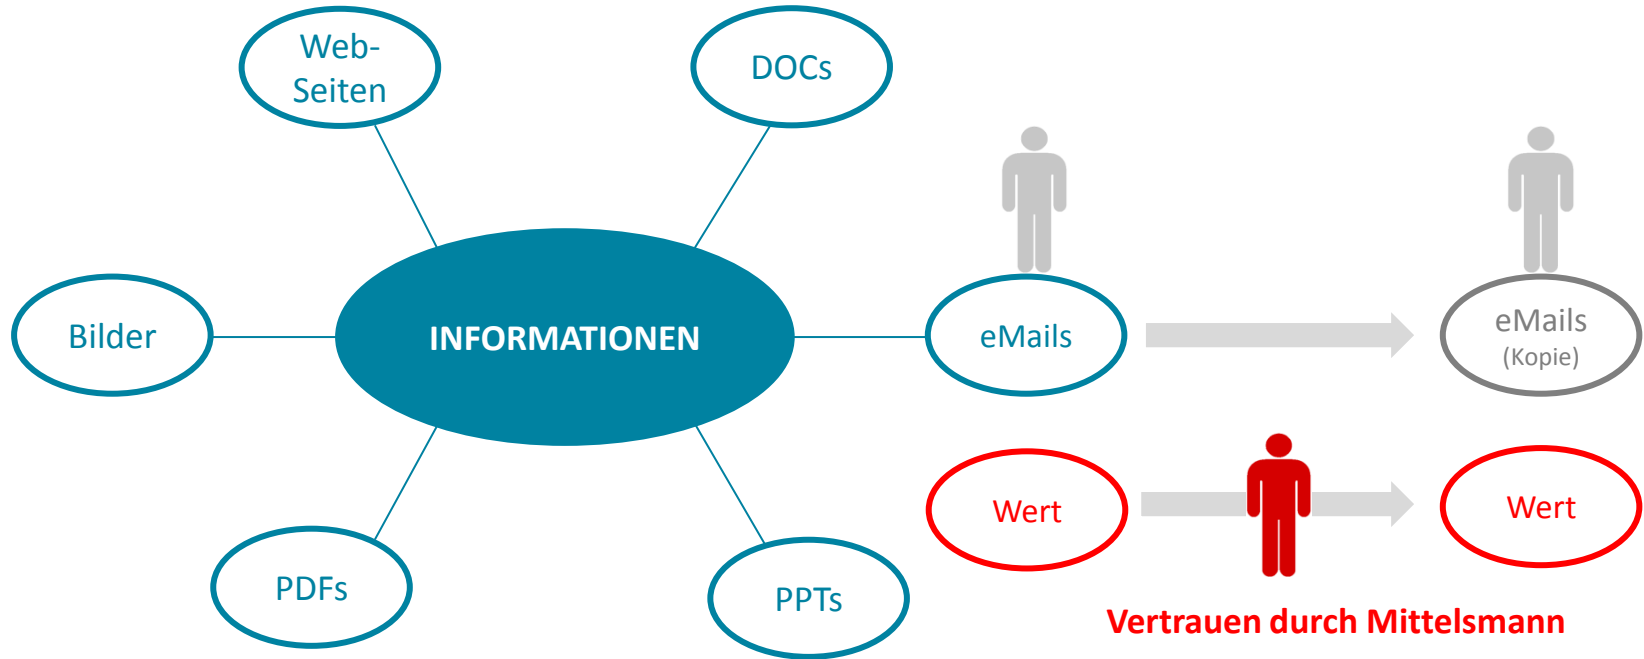 Web-
Seiten
DOCs
Bilder
INFORMATIONEN
eMails
eMails
(Kopie)
Wert
Wert
PDFs
PPTs
Vertrauen durch Mittelsmann